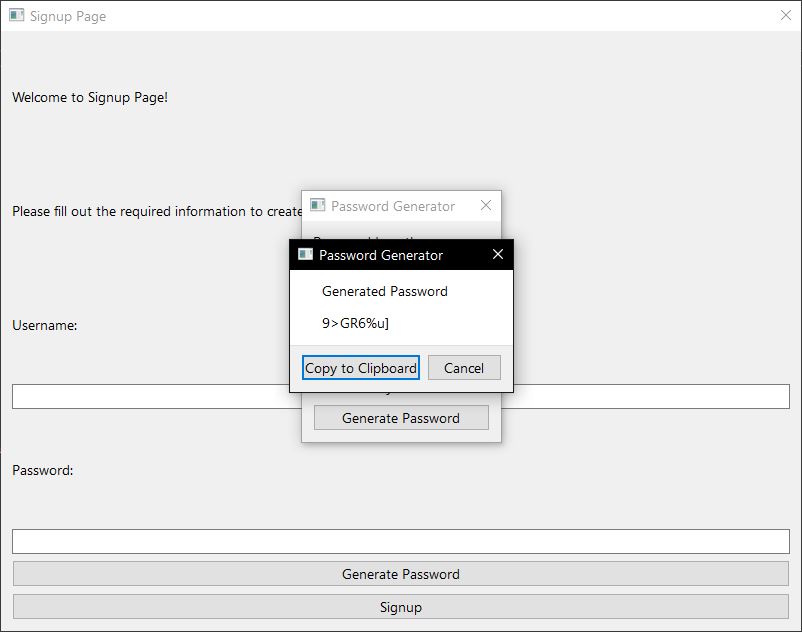 Signup Page
Welcome to Signup Page!
Please fill out the required information to create
Password Generator
Password Generator
Generated Password
9>GR6%u]
Copy to Clipboard
Cancel
Generate Password
Username:
Password:
Generate Password
Signup